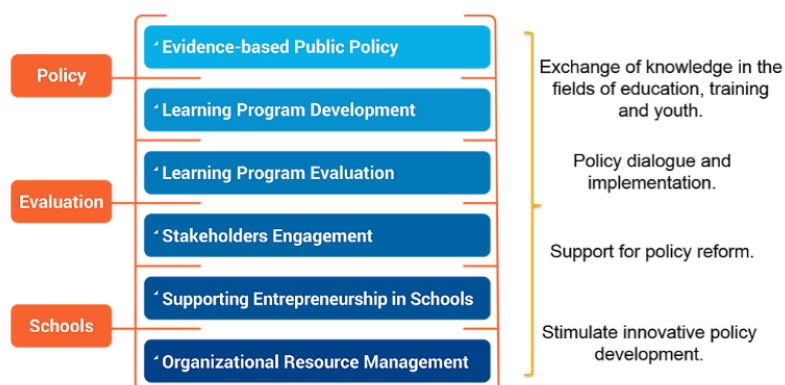 Policy
Evaluation
Schools
Evidence-based Public Policy
Learning Program Development
Learning Program Evaluation
Stakeholders Engagement
Supporting Entrepreneurship in Schools
Organizational Resource Management
Exchange of knowledge in the
fields of education, training
and youth.
Policy dialogue and
implementation.
Support for policy reform.
Stimulate innovative policy
development.